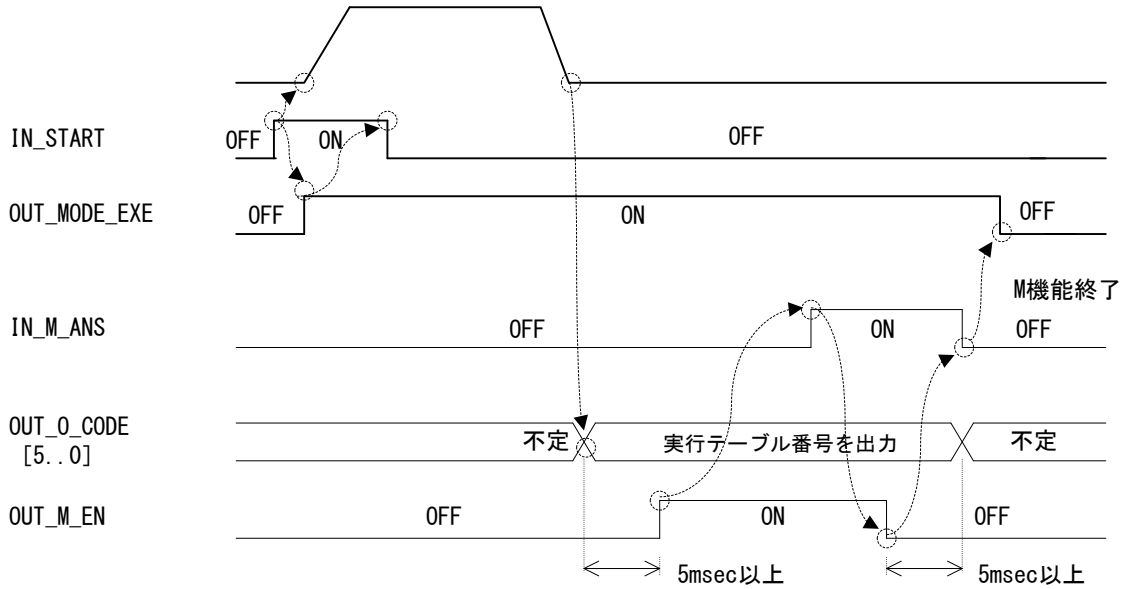 IN_START
OFF
ON
OFF
OUT_MODE_EXE
OFF
ON
OFF
M機能終了
IN_M_ANS
OFF
ON
OFF
OUT_O_CODE
[5..0]
不定
実行テーブル番号を出力
不定
OUT_M_EN
OFF
ON
OFF
5msec以上
5msec以上